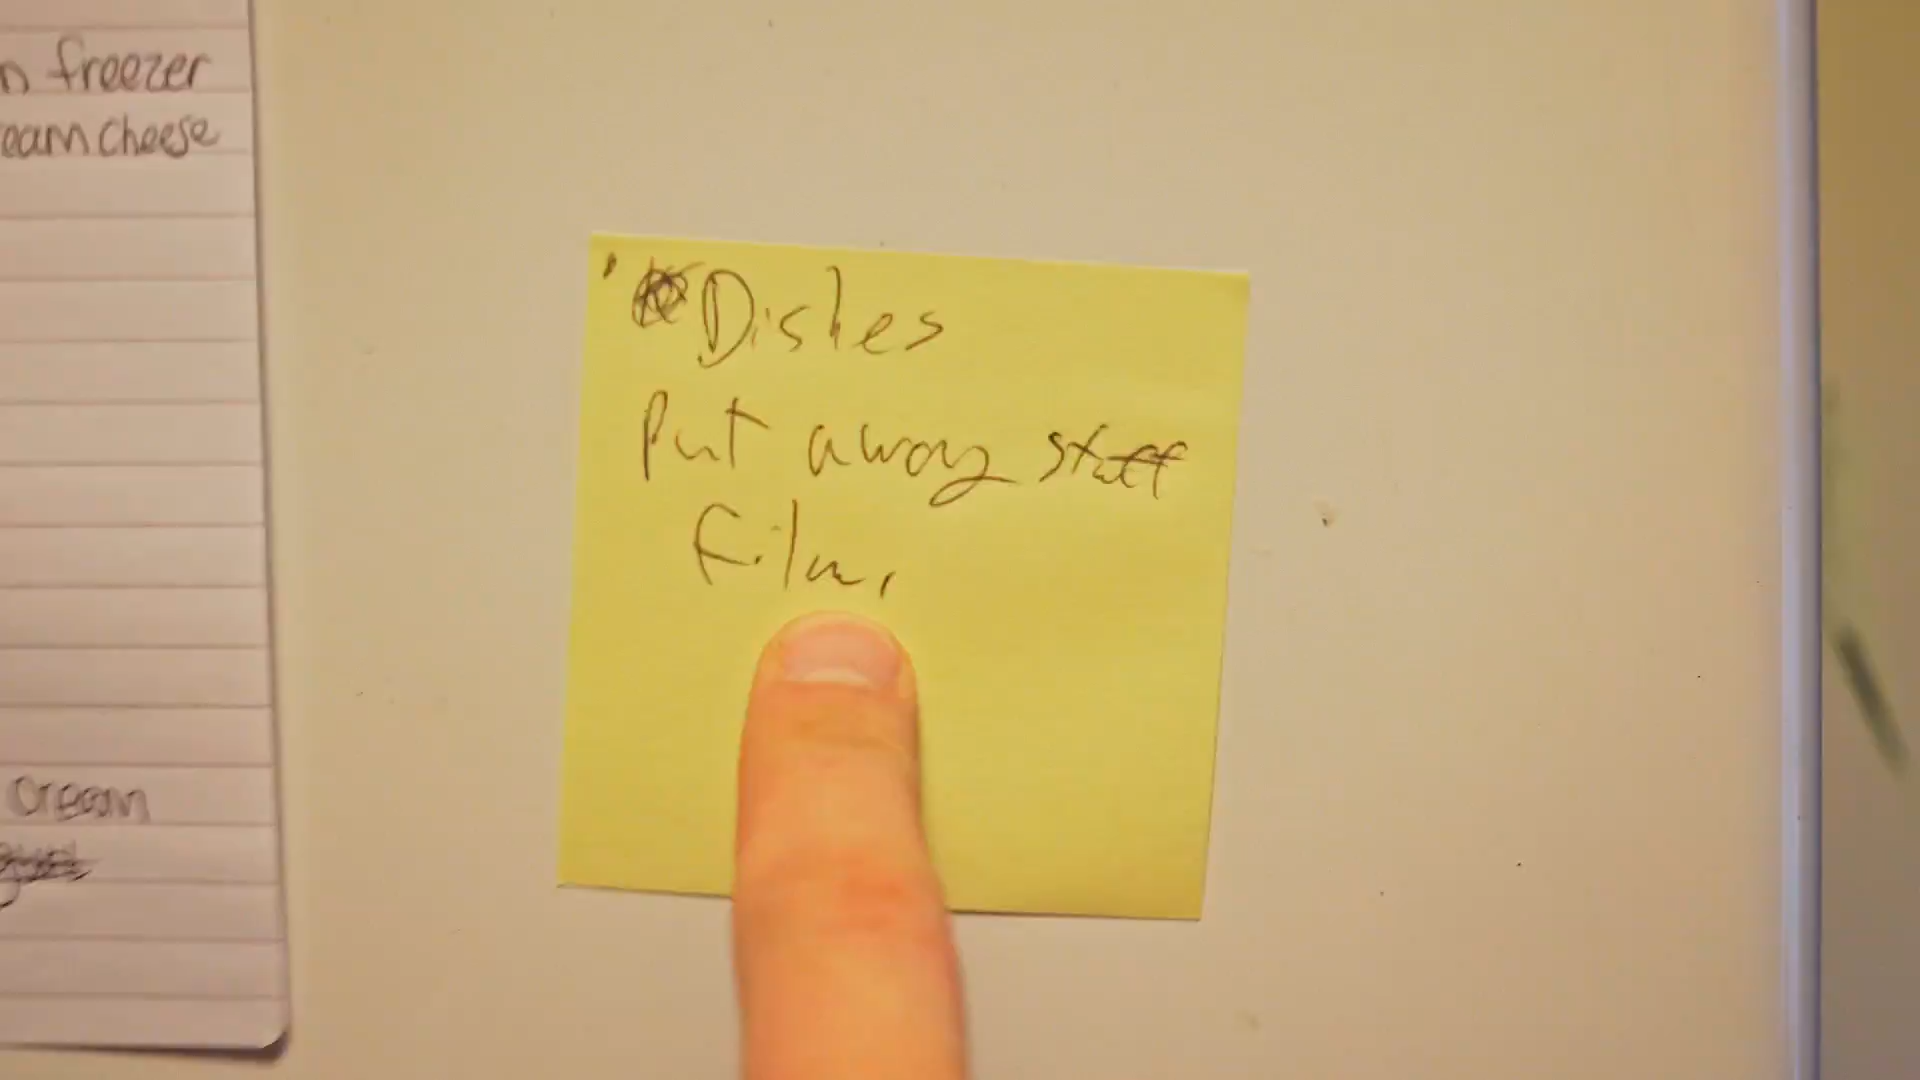 n freezer
eam cheese
cream
Dishes
Put away stuff
Film